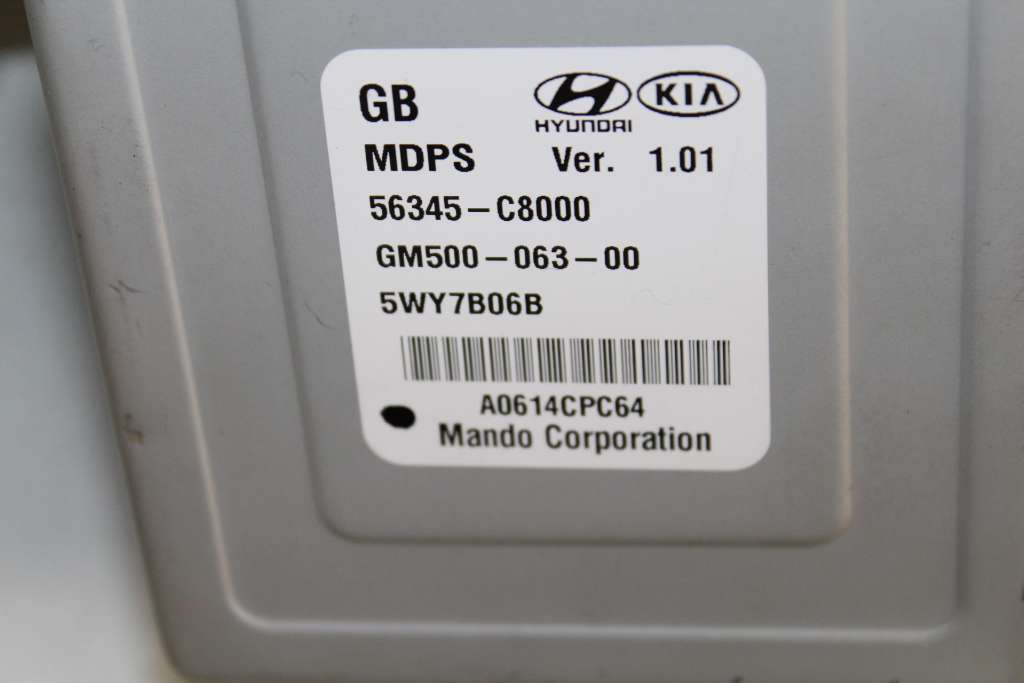 GB HYUNDAI KIA
MDPS Ver. 1.01
56345-C8000
GM500-063-00
5WY7B06B
A0614CPC64
Mando Corporation